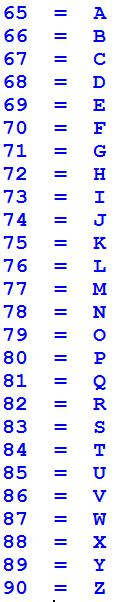 65 = A
66 = B
67 = C
68 = D
69 = E
70 = F
71 = G
72 = H
73 = I
74 = J
75 = K
76 = L
77 = M
78 = N
79 = O
80 = P
81 = Q
82 = R
83 = S
84 = T
85 = U
86 = V
87 = W
88 = X
89 = Y
90 = Z